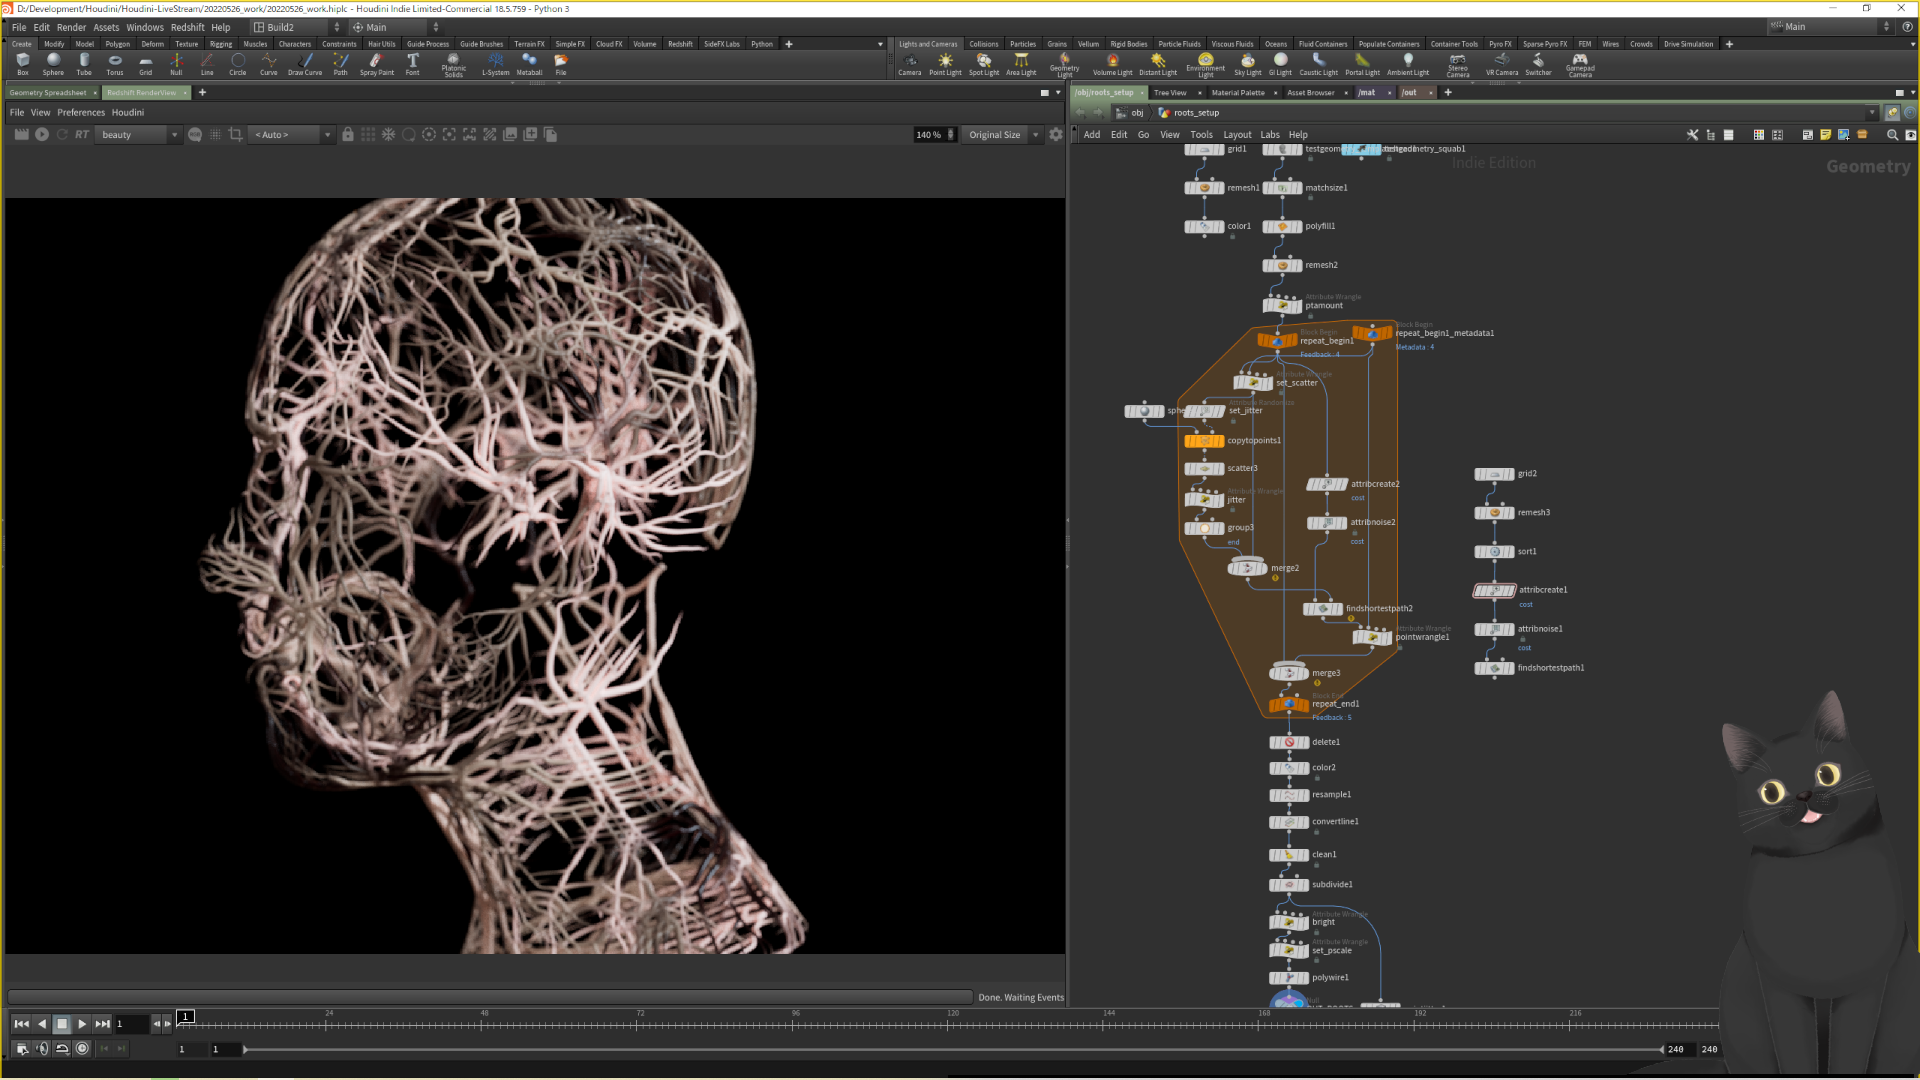 D:/Development/Houdini/Houdini-LiveStream/20220526_work/20220526_work.hiplc - Houdini Indie Limited-Commercial 18.5.759 - Python 3
File Edit Render Assets Windows Redshift Help Build2 Main
Main
Create Modify Model Polygon Deform Texture Rigging Muscles Characters Constraints Hair Utils Guide Process Guide Brushes Terrain FX Simple FX Cloud FX Volume Redshift SideFX Labs Python
Lights and Cameras Collisions Particles Grains Vellum Rigid Bodies Particle Fluids Viscous Fluids Oceans Fluid Containers Populate Containers Container Tools Pyro FX Sparse Pyro FX FEM Wires Crowds Drive Simulation
Box Sphere Tube Torus Grid Null Line Circle Curve Draw Curve Path Spray Paint Font Platonic Solids L-System Metaball File
Camera Point Light Spot Light Area Light Geometry Light Volume Light Distant Light Environment Light Sky Light GI Light Caustic Light Portal Light Ambient Light Stereo Camera VR Camera Switcher Gamepad Camera
Geometry Spreadsheet Redshift RenderView
/obj/roots_setup Tree View Material Palette Asset Browser /mat /out
File View Preferences Houdini
obj roots_setup
RT beauty < Auto > 140 % Original Size
Add Edit Go View Tools Layout Labs Help
Indie Edition
Geometry
grid1
testgeometry_squab1
remesh1
matchsize1
color1
polyfill1
remesh2
Attribute Wrangle
ptamount
Block Begin
repeat_begin1
Feedback : 4
Block Begin
repeat_begin1_metadata1
Metadata : 4
Attribute Wrangle
set_scatter
Attribute Randomize
set_jitter
copytopoints1
scatter3
Attribute Wrangle
jitter
group3
end
merge2
attribcreate2
cost
attribnoise2
cost
findshortestpath2
Attribute Wrangle
pointwrangle1
merge3
Block End
repeat_end1
Feedback : 5
grid2
remesh3
sort1
attribcreate1
cost
attribnoise1
cost
findshortestpath1
delete1
color2
resample1
convertline1
clean1
subdivide1
Attribute Wrangle
bright
Attribute Wrangle
set_pscale
polywire1
Null
Done. Waiting Events
1 1 24 48 72 96 120 144 168 192 216
1 1 240 240